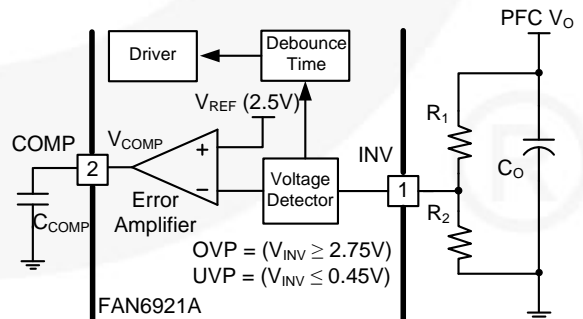 PFC VO
Driver
Debounce
Time
VREF (2.5V)
R1
COMP
VCOMP
INV
2
+
−
Voltage
Detector
1
CO
CCOMP
Error
Amplifier
R2
OVP = (VINV ≥ 2.75V)
UVP = (VINV ≤ 0.45V)
FAN6921A
®